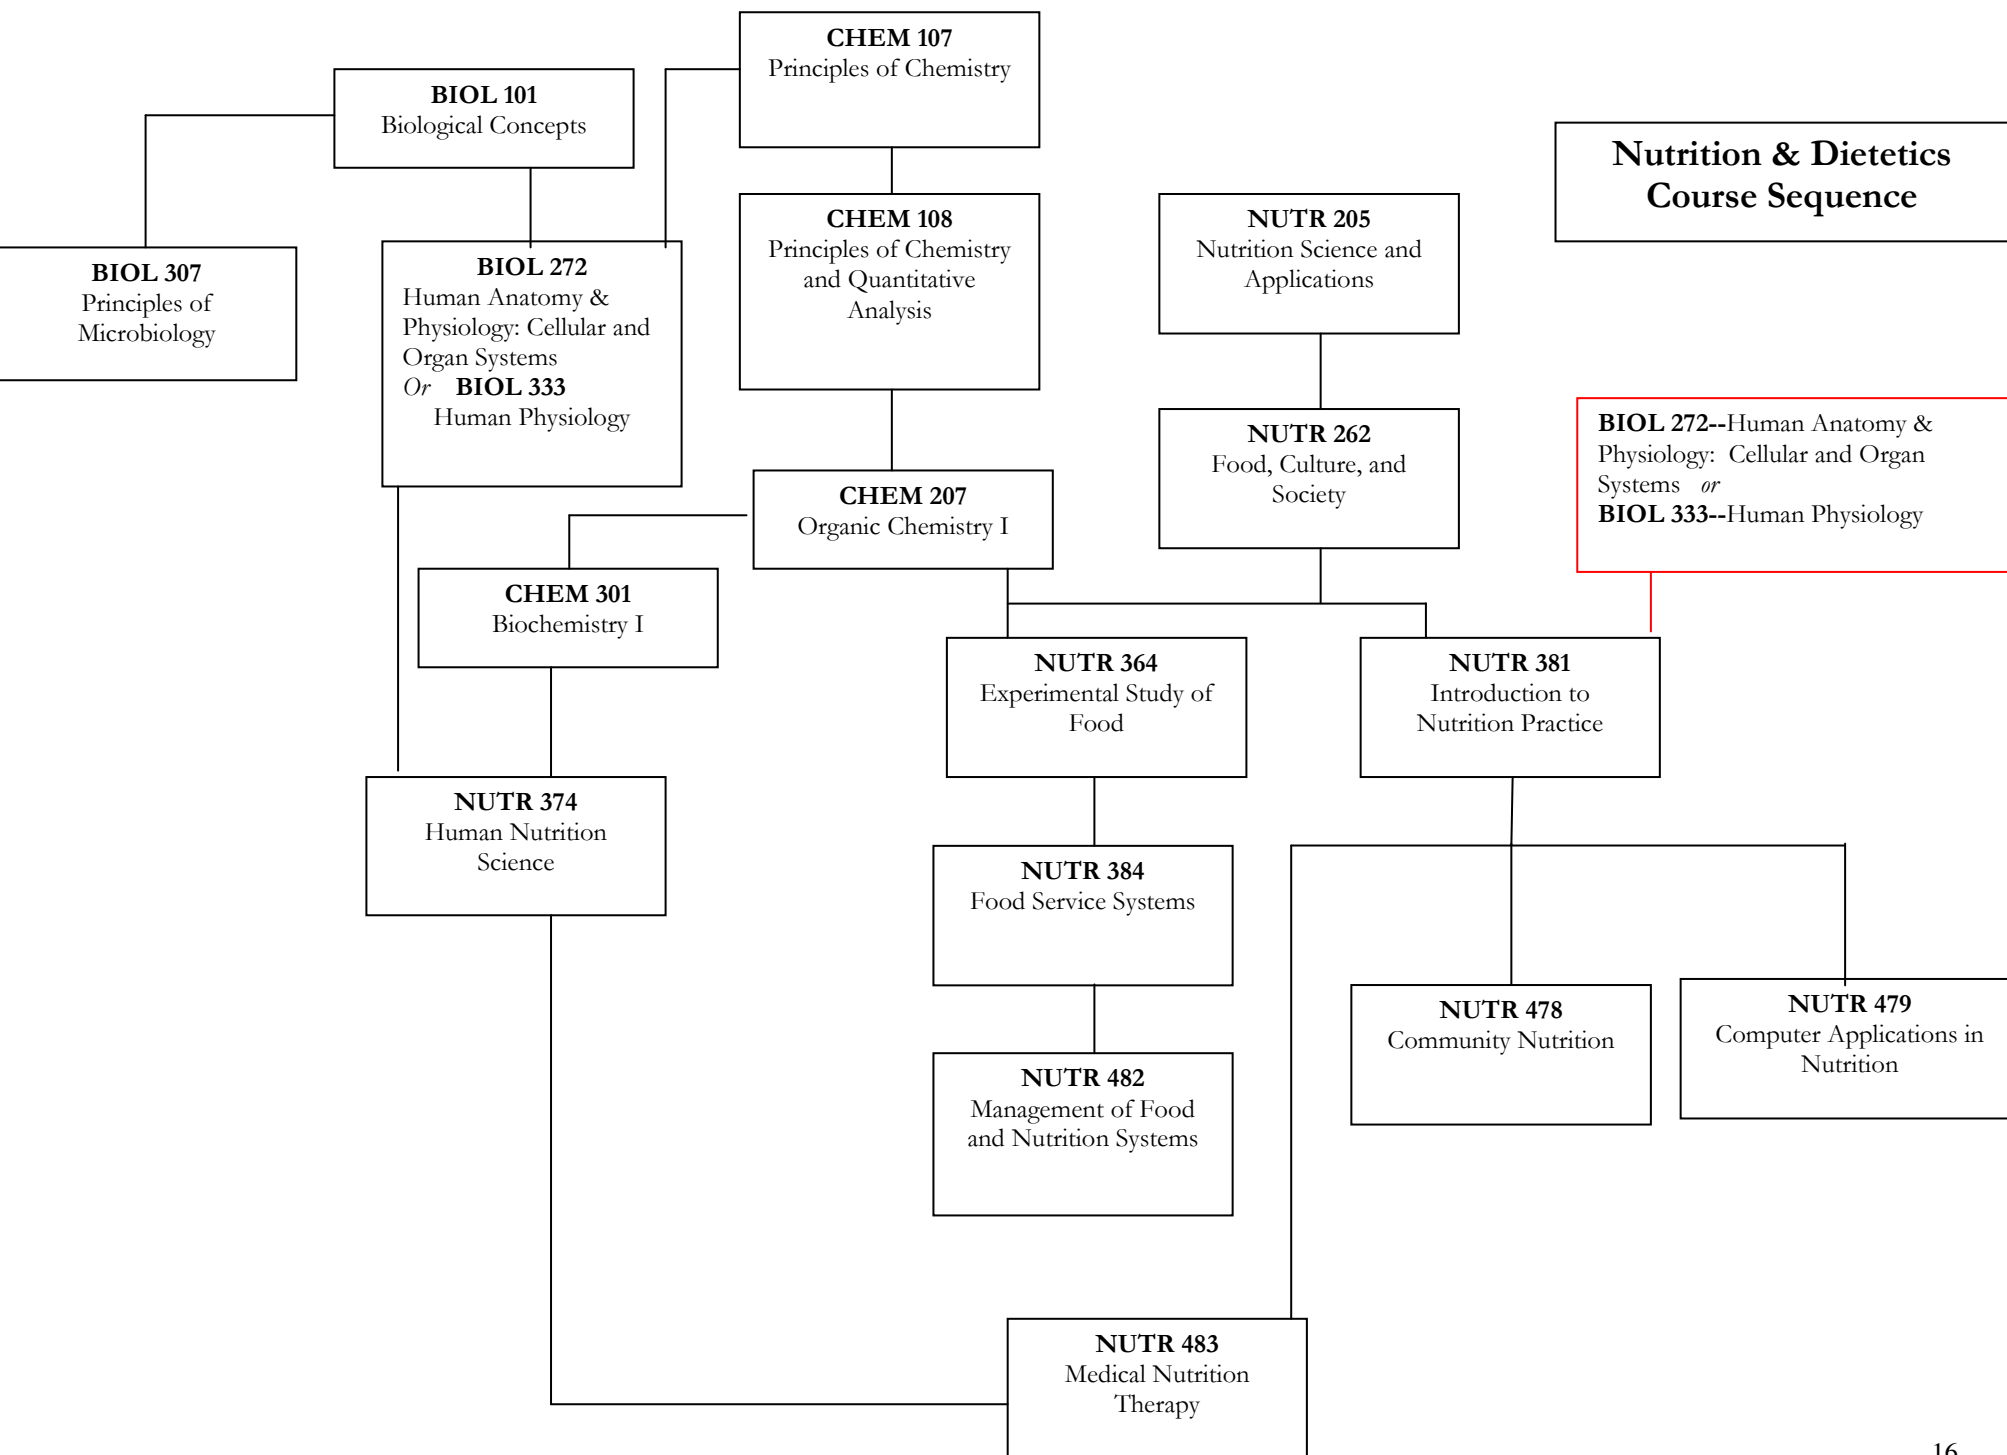 CHEM 107
Principles of Chemistry
BIOL 101
Biological Concepts
Nutrition & Dietetics
Course Sequence
CHEM 108
Principles of Chemistry
and Quantitative
Analysis
NUTR 205
Nutrition Science and
Applications
BIOL 307
Principles of
Microbiology
BIOL 272
Human Anatomy &
Physiology: Cellular and
Organ Systems
Or BIOL 333
Human Physiology
NUTR 262
Food, Culture, and
Society
BIOL 272--Human Anatomy &
Physiology: Cellular and Organ
Systems or
BIOL 333--Human Physiology
CHEM 207
Organic Chemistry I
CHEM 301
Biochemistry I
NUTR 364
Experimental Study of
Food
NUTR 381
Introduction to
Nutrition Practice
NUTR 374
Human Nutrition
Science
NUTR 384
Food Service Systems
NUTR 478
Community Nutrition
NUTR 479
Computer Applications in
Nutrition
NUTR 482
Management of Food
and Nutrition Systems
NUTR 483
Medical Nutrition
Therapy
16